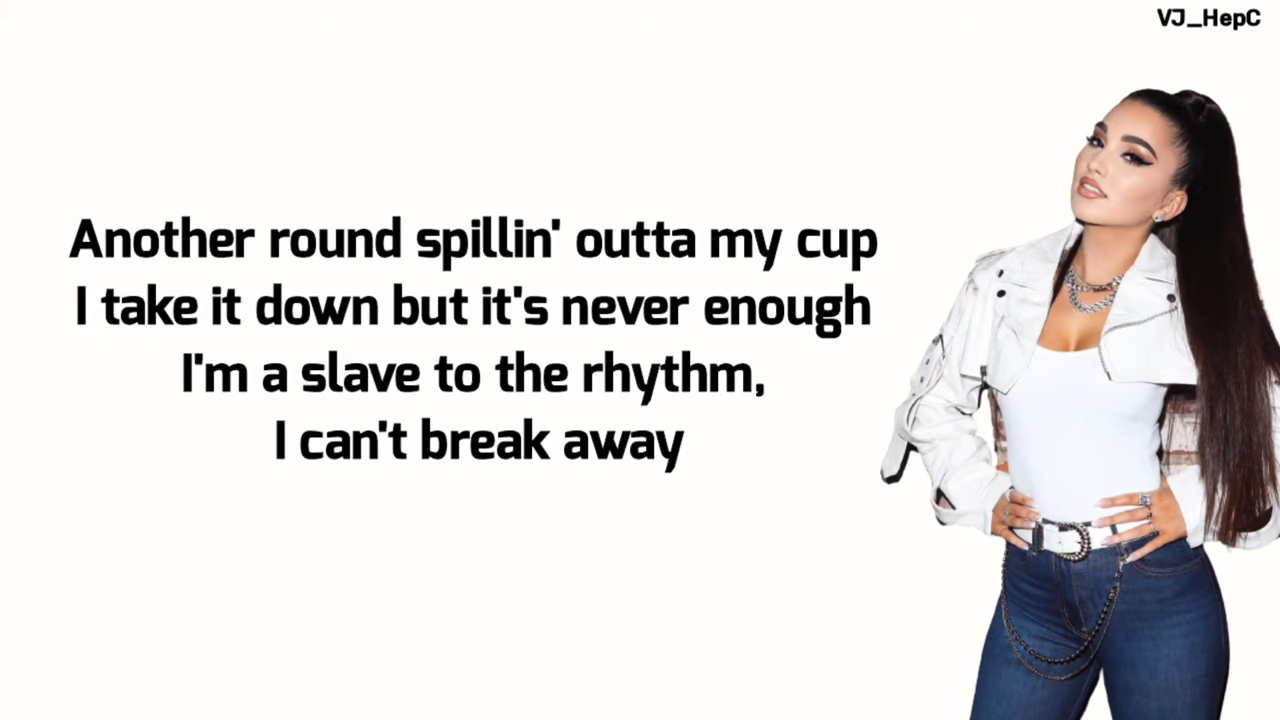 VJ_HepC
Another round spillin' outta my cup
I take it down but it's never enough
I'm a slave to the rhythm,
I can't break away